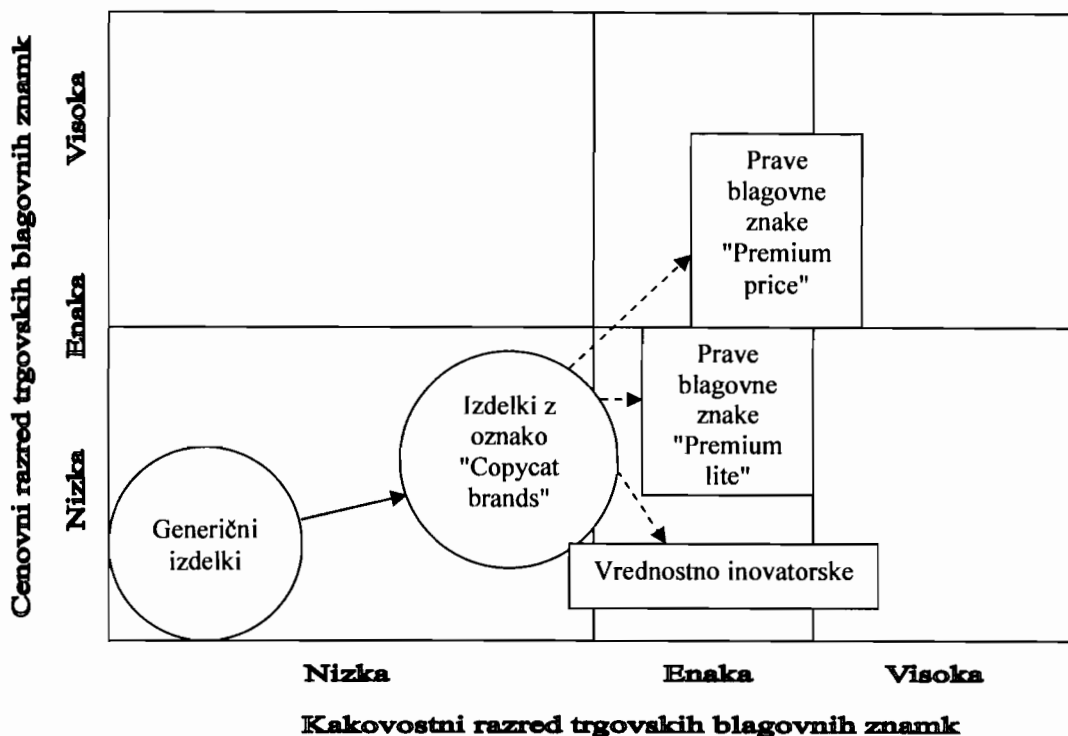 Cenovni razred trgovskih blagovnih znamk
Visoka
Enaka
Nizka
Prave
blagovne
znake
"Premium
price"
Prave
blagovne
znake
"Premium
lite"
Izdelki z
oznako
"Copycat
brands"
Generični
izdelki
Vrednostno inovatorske
Nizka
Enaka
Visoka
Kakovostni razred trgovskih blagovnih znamk